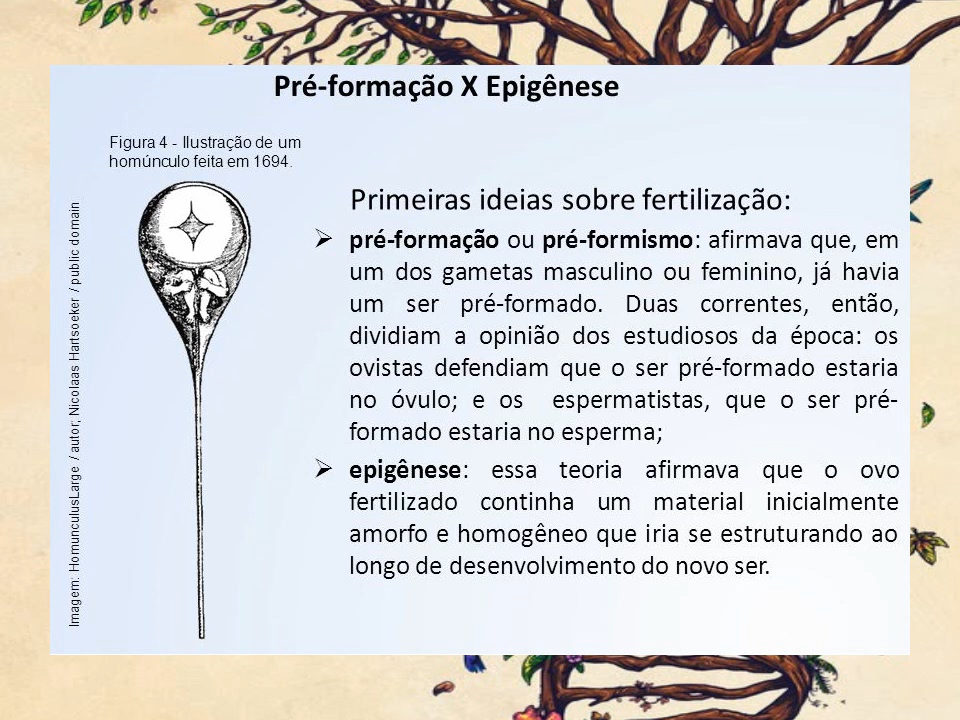 Pré-formação X Epigênese
Figura 4 - Ilustração de um
homúnculo feita em 1694.
Imagem: HomunculusLarge / autor; Nicolaas Hartsoeker / public domain
Primeiras ideias sobre fertilização:
➢ pré-formação ou pré-formismo: afirmava que, em
um dos gametas masculino ou feminino, já havia
um ser pré-formado. Duas correntes, então,
dividiam a opinião dos estudiosos da época: os
ovistas defendiam que o ser pré-formado estaria
no óvulo; e os espermatistas, que o ser pré-
formado estaria no esperma;
➢ epigênese: essa teoria afirmava que o ovo
fertilizado continha um material inicialmente
amorfo e homogêneo que iria se estruturando ao
longo de desenvolvimento do novo ser.